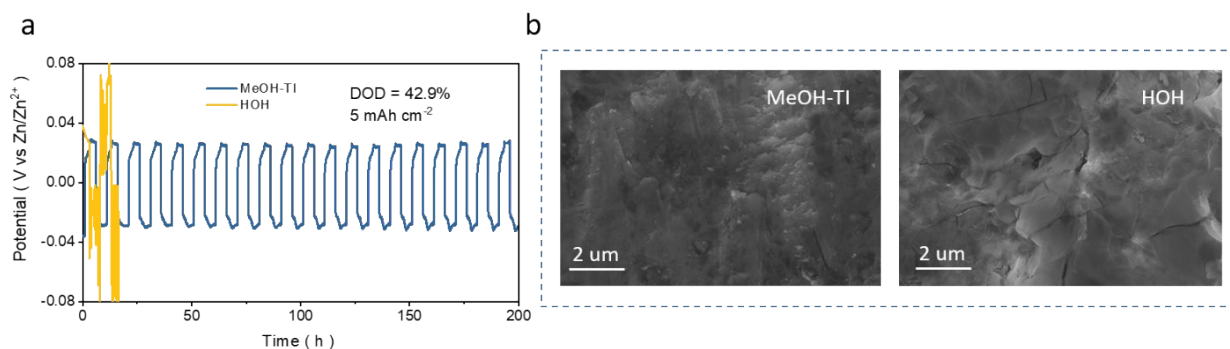 a
Potential ( V vs Zn/Zn²⁺)
0.08
0.04
0.00
-0.04
-0.08
MeOH-TI
HOH
DOD = 42.9%
5 mAh cm⁻²
0
50
100
150
200
Time ( h )
b
MeOH-TI
2 um
HOH
2 um